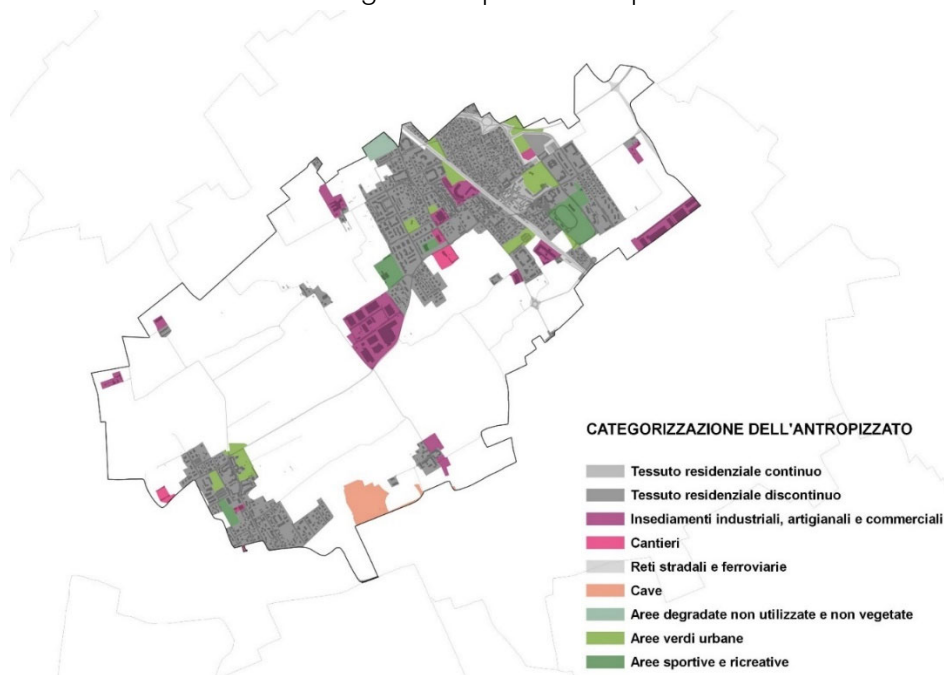 CATEGORIZZAZIONE DELL'ANTROPIZZATO
Tessuto residenziale continuo
Tessuto residenziale discontinuo
Insediamenti industriali, artigianali e commerciali
Cantieri
Reti stradali e ferroviarie
Cave
Aree degradate non utilizzate e non vegetate
Aree verdi urbane
Aree sportive e ricreative